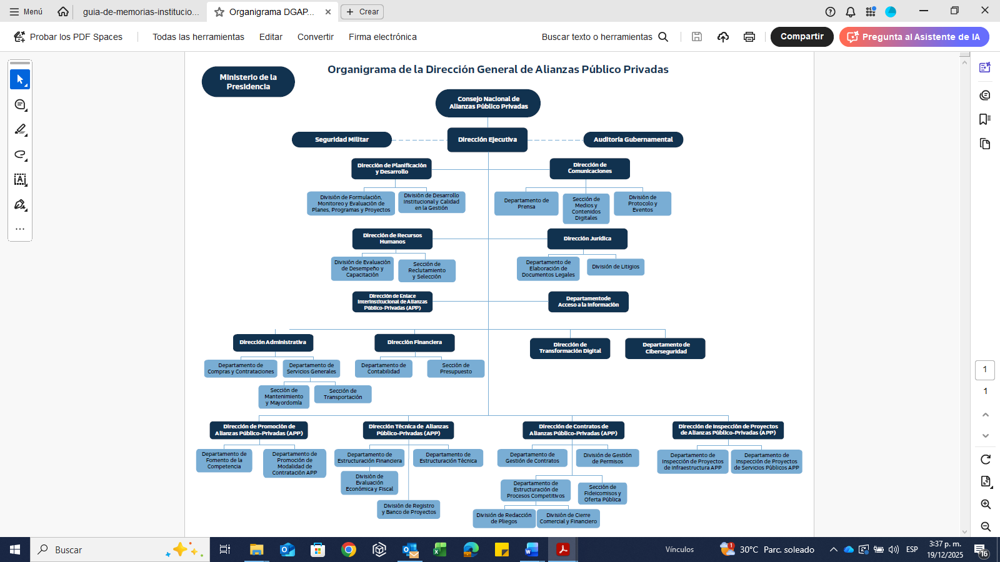 Menú
guia-de-memorias-institucio...
Organigrama DGAP...
Crear
Probar los PDF Spaces
Todas las herramientas
Editar
Convertir
Firma electrónica
Buscar texto o herramientas
Compartir
Pregunta al Asistente de IA
Organigrama de la Dirección General de Alianzas Público Privadas
Ministerio de la
Presidencia
Consejo Nacional de
Alianzas Público Privadas
Seguridad Militar
Dirección Ejecutiva
Auditoría Gubernamental
Dirección de Planificación
y Desarrollo
Dirección de
Comunicaciones
División de Formulación,
Monitoreo y Evaluación de
Planes, Programas y Proyectos
División de Desarrollo
Institucional y Calidad
en la Gestión
Departamento de
Prensa
Sección de
Medios y
Contenidos
Digitales
División de
Protocolo y
Eventos
Dirección de Recursos
Humanos
Dirección Jurídica
División de Evaluación
de Desempeño y
Capacitación
Sección de
Reclutamiento
y Selección
Departamento de
Elaboración de
Documentos Legales
División de Litigios
Dirección de Enlace
Interinstitucional de Alianzas
Público-Privadas (APP)
Departamentode
Acceso a la Información
Dirección Administrativa
Dirección Financiera
Dirección de
Transformación Digital
Departamento de
Ciberseguridad
Departamento de
Compras y Contrataciones
Departamento de
Servicios Generales
Departamento de
Contabilidad
Sección de
Presupuesto
Sección de
Mantenimiento
y Mayordomía
Sección de
Transportación
Dirección de Promoción de
Alianzas Público-Privadas (APP)
Dirección Técnica de Alianzas
Público-Privadas (APP)
Dirección de Contratos de
Alianzas Público-Privadas (APP)
Dirección de Inspección de Proyectos
de Alianzas Público-Privadas (APP)
Departamento de
Fomento de la
Competencia
Departamento de
Promoción de
Modalidad de
Contratación APP
Departamento de
Estructuración Financiera
Departamento de
Estructuración Técnica
División de
Evaluación
Económica y Fiscal
División de Registro
y Banco de Proyectos
Departamento de
Gestión de Contratos
División de Gestión
de Permisos
Departamento de
Estructuración de
Procesos Competitivos
Sección de
Fideicomisos y
Oferta Pública
División de Redacción
de Pliegos
División de Cierre
Comercial y Financiero
Departamento de
Inspección de Proyectos
de Infraestructura APP
Departamento de
Inspección de Proyectos
de Servicios Públicos APP
1
1
Buscar
Vínculos
1
30°C Parc. soleado
ESP
3:37 p. m.
19/12/2025
16